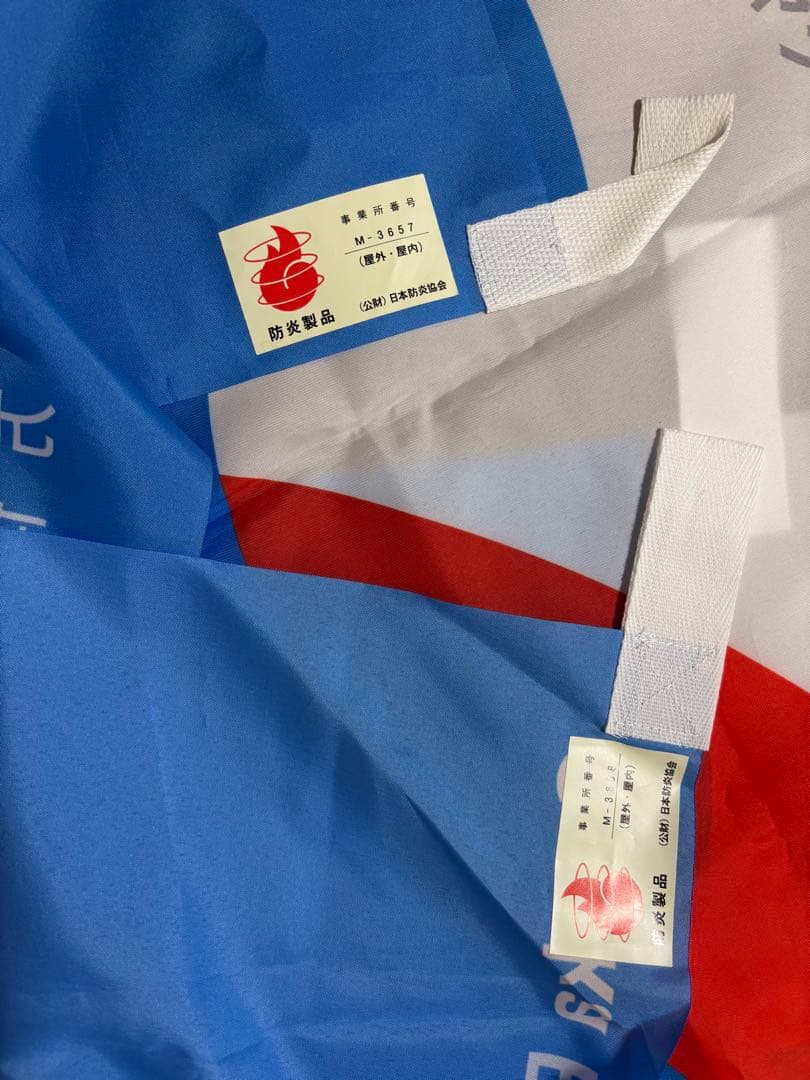 事業所番号
M-3657
(屋外・屋内)
(公財)日本防炎協会
防炎製品
事業所番号
(屋外・屋内)
(公財)日本防炎協会
防炎製品
ka E